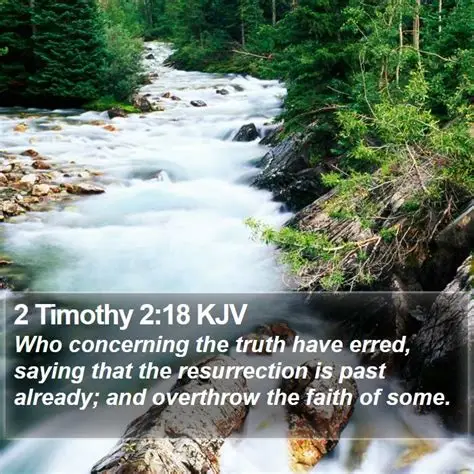 2 Timothy 2:18 KJV
Who concerning the truth have erred,
saying that the resurrection is past
already; and overthrow the faith of some.